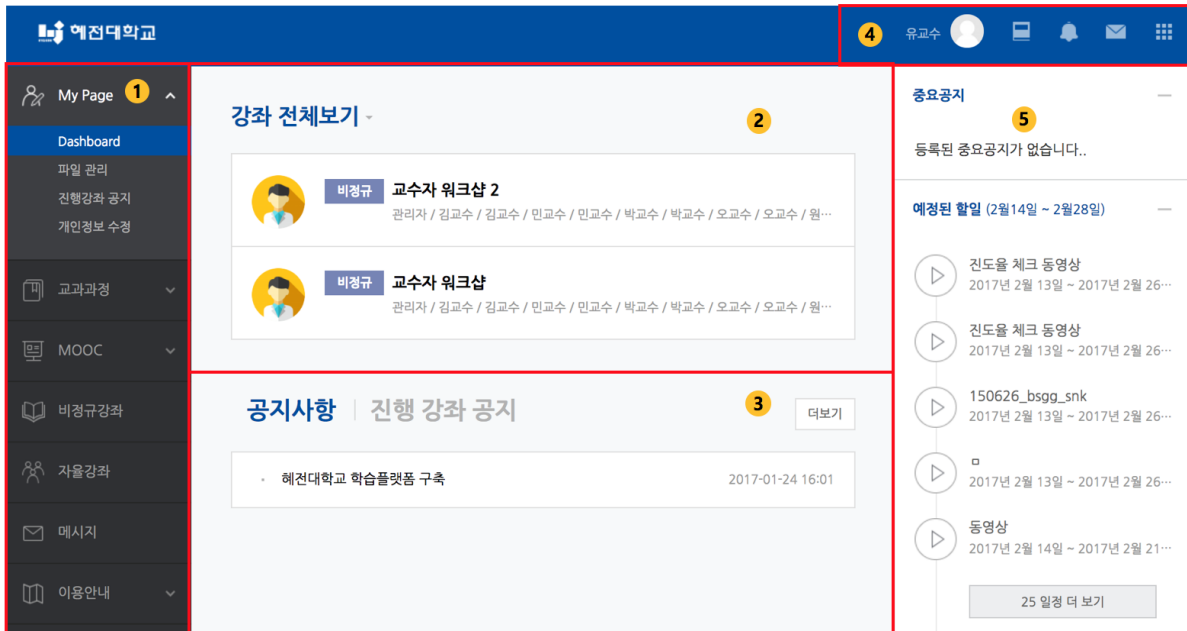 혜전대학교
4
유교수
My Page
1
Dashboard
파일 관리
진행강좌 공지
개인정보 수정
교과과정
MOOC
비정규강좌
자율강좌
메시지
이용안내
강좌 전체보기
2
비정규
교수자 워크샵 2
관리자 / 김교수 / 김교수 / 민교수 / 민교수 / 박교수 / 박교수 / 오교수 / 오교수 / 원…
비정규
교수자 워크샵
관리자 / 김교수 / 김교수 / 민교수 / 민교수 / 박교수 / 박교수 / 오교수 / 오교수 / 원…
공지사항 | 진행 강좌 공지
3
더보기
혜전대학교 학습플랫폼 구축
2017-01-24 16:01
중요공지
5
등록된 중요공지가 없습니다..
예정된 할일 (2월14일 ~ 2월28일)
진도율 체크 동영상
2017년 2월 13일 ~ 2017년 2월 26…
진도율 체크 동영상
2017년 2월 13일 ~ 2017년 2월 26…
150626_bsgg_snk
2017년 2월 13일 ~ 2017년 2월 26…
ㅁ
2017년 2월 13일 ~ 2017년 2월 26…
동영상
2017년 2월 14일 ~ 2017년 2월 21…
25 일정 더 보기